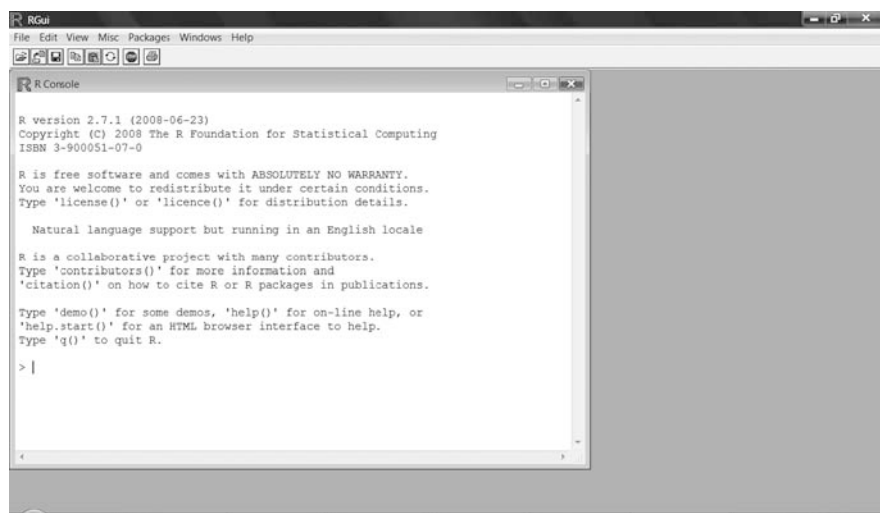 RGui
File Edit View Misc Packages Windows Help
R Console
R version 2.7.1 (2008-06-23)
Copyright (C) 2008 The R Foundation for Statistical Computing
ISBN 3-900051-07-0
R is free software and comes with ABSOLUTELY NO WARRANTY.
You are welcome to redistribute it under certain conditions.
Type 'license()' or 'licence()' for distribution details.
Natural language support but running in an English locale
R is a collaborative project with many contributors.
Type 'contributors()' for more information and
'citation()' on how to cite R or R packages in publications.
Type 'demo()' for some demos, 'help()' for on-line help, or
'help.start()' for an HTML browser interface to help.
Type 'q()' to quit R.
>